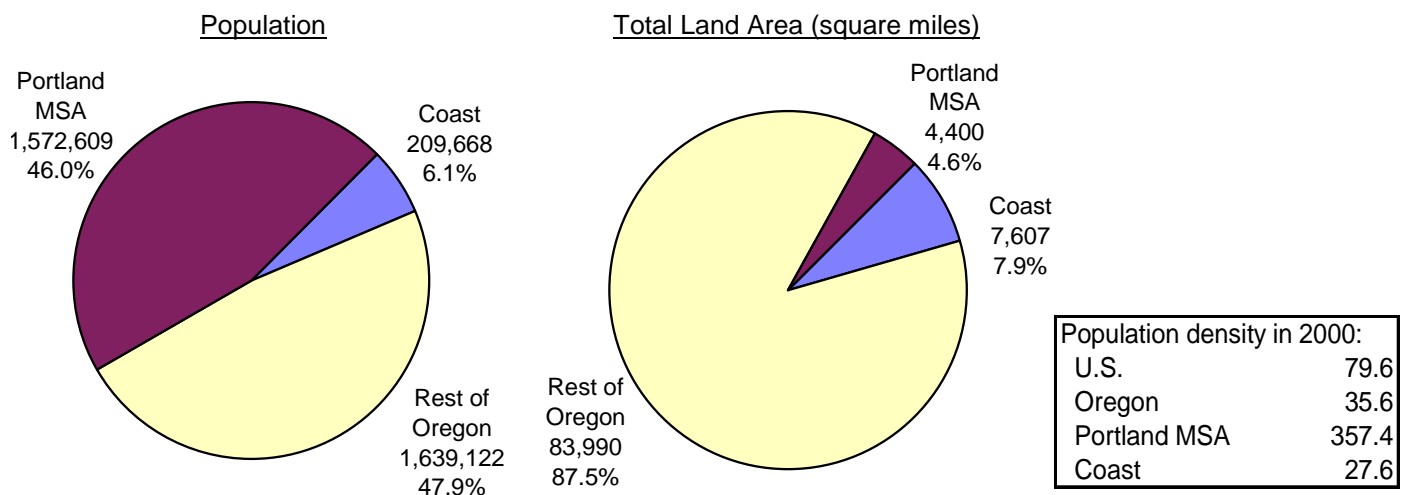 Population
Portland
MSA
1,572,609
46.0%
Coast
209,668
6.1%
Rest of
Oregon
1,639,122
47.9%
Total Land Area (square miles)
Portland
MSA
4,400
4.6%
Coast
7,607
7.9%
Rest of
Oregon
83,990
87.5%
Population density in 2000:
U.S. 79.6
Oregon 35.6
Portland MSA 357.4
Coast 27.6